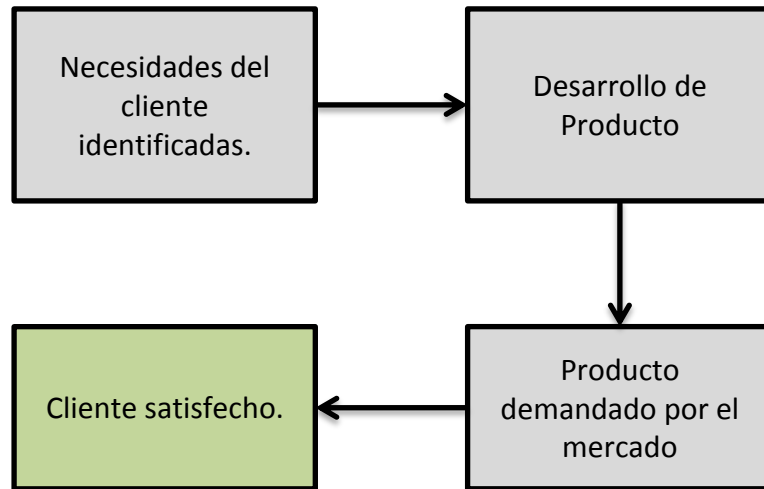 Necesidades del
cliente
identificadas.
Desarrollo de
Producto
Producto
demandado por el
mercado
Cliente satisfecho.